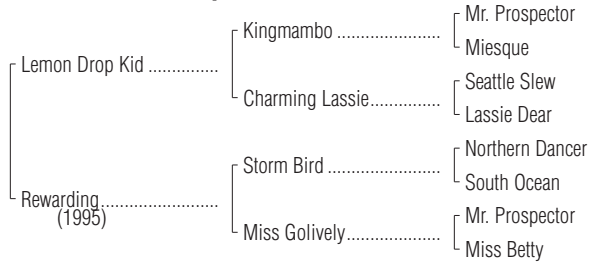 Mr. Prospector
Kingmambo ..................
Miesque
Lemon Drop Kid ...............
Seattle Slew
Charming Lassie...............
Lassie Dear
Northern Dancer
Storm Bird ........................
South Ocean
Rewarding.........................
(1995)
Mr. Prospector
Miss Golively....................
Miss Betty